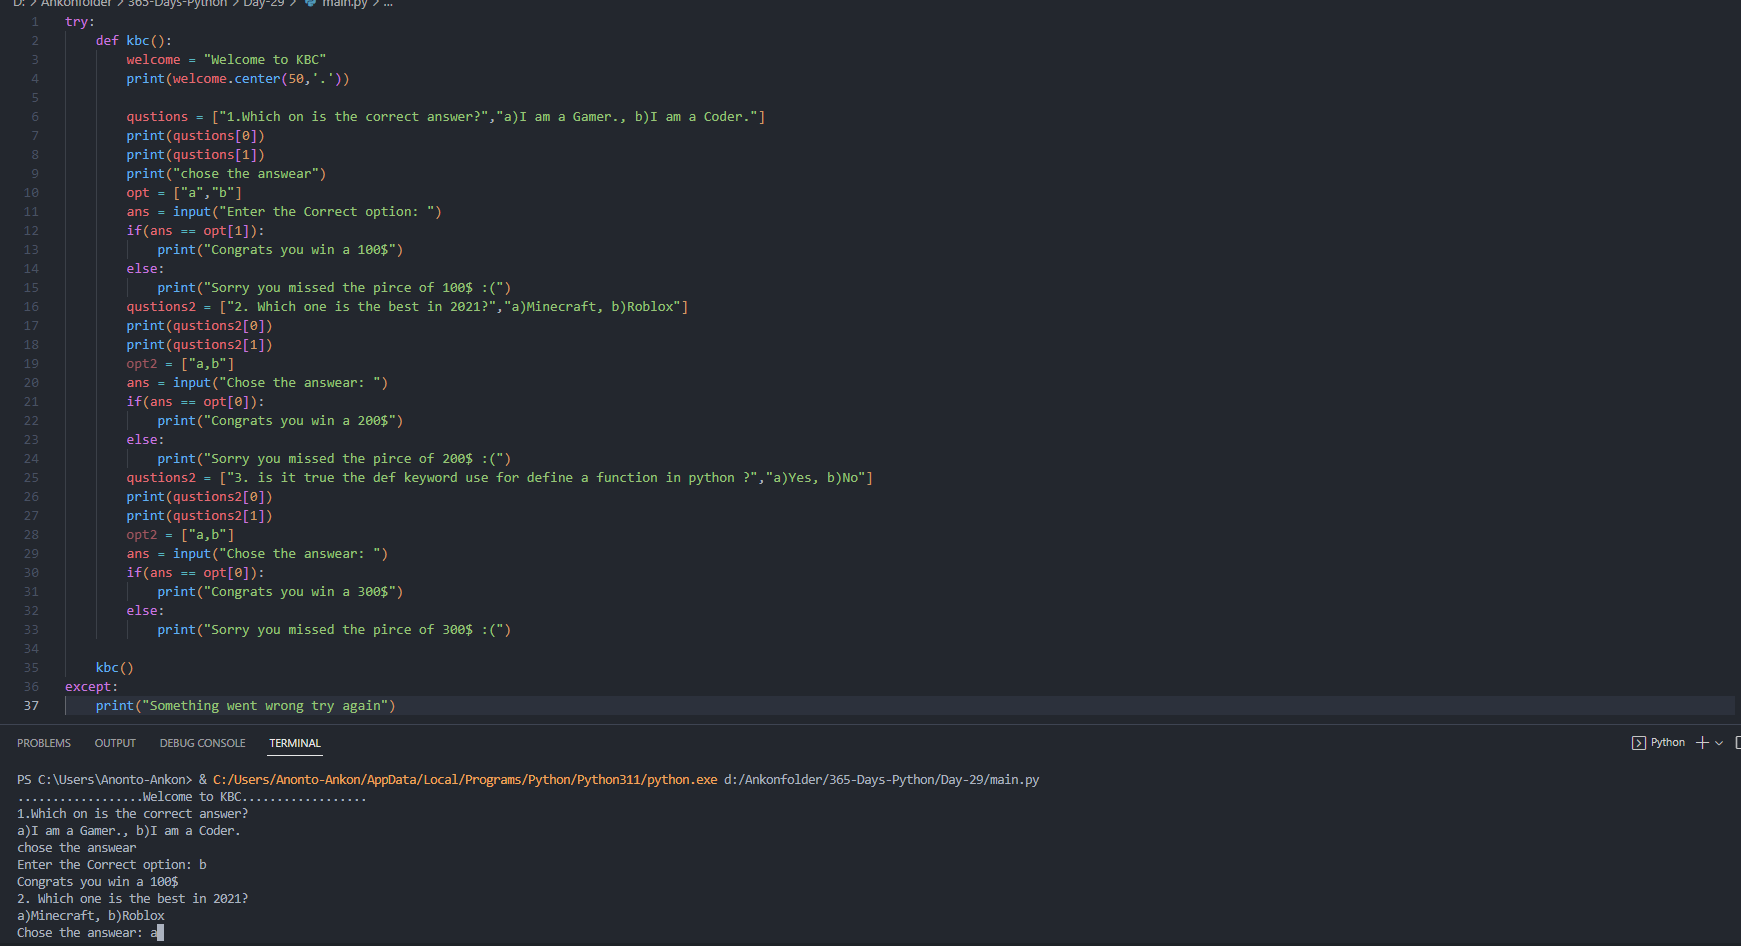 D: > Ankonfolder > 365-Days-Python > Day-29 > main.py > ...
1 try:
2 def kbc():
3 welcome = "Welcome to KBC"
4 print(welcome.center(50,'.'))
5
6 qustions = ["1.Which on is the correct answer?","a)I am a Gamer., b)I am a Coder."]
7 print(qustions[0])
8 print(qustions[1])
9 print("chose the answear")
10 opt = ["a","b"]
11 ans = input("Enter the Correct option: ")
12 if(ans == opt[1]):
13 print("Congrats you win a 100$")
14 else:
15 print("Sorry you missed the pirce of 100$ :(")
16 qustions2 = ["2. Which one is the best in 2021?","a)Minecraft, b)Roblox"]
17 print(qustions2[0])
18 print(qustions2[1])
19 opt2 = ["a,b"]
20 ans = input("Chose the answear: ")
21 if(ans == opt[0]):
22 print("Congrats you win a 200$")
23 else:
24 print("Sorry you missed the pirce of 200$ :(")
25 qustions2 = ["3. is it true the def keyword use for define a function in python ?","a)Yes, b)No"]
26 print(qustions2[0])
27 print(qustions2[1])
28 opt2 = ["a,b"]
29 ans = input("Chose the answear: ")
30 if(ans == opt[0]):
31 print("Congrats you win a 300$")
32 else:
33 print("Sorry you missed the pirce of 300$ :(")
34
35 kbc()
36 except:
37 print("Something went wrong try again")
PROBLEMS OUTPUT DEBUG CONSOLE TERMINAL Python
PS C:\Users\Anonto-Ankon> & C:/Users/Anonto-Ankon/AppData/Local/Programs/Python/Python311/python.exe d:/Ankonfolder/365-Days-Python/Day-29/main.py
..................Welcome to KBC..................
1.Which on is the correct answer?
a)I am a Gamer., b)I am a Coder.
chose the answear
Enter the Correct option: b
Congrats you win a 100$
2. Which one is the best in 2021?
a)Minecraft, b)Roblox
Chose the answear: a